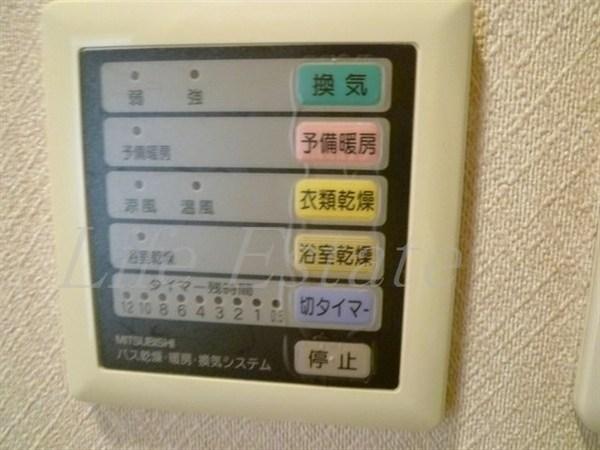 弱 強 換気
予備暖房 予備暖房
涼風 温風 衣類乾燥
浴室乾燥 浴室乾燥
タイマー残時間
12 10 8 6 4 3 2 1 0.5 切タイマー
MITSUBISHI
バス乾燥・暖房・換気システム
停止
Life Estate